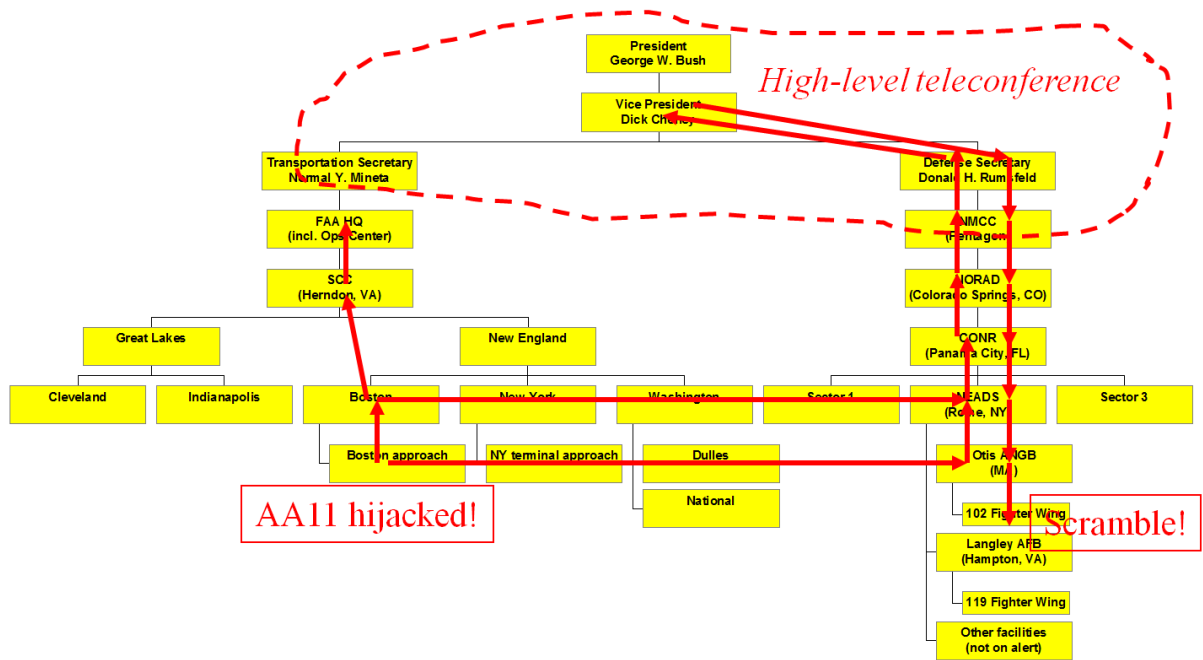 President
George W. Bush
High-level teleconference
Vice President
Dick Cheney
Transportation Secretary
Normal Y. Mineta
Defense Secretary
Donald H. Rumsfeld
FAA HQ
(incl. Ops Center)
NMCC
(Pentagon)
SCC
(Herndon, VA)
NORAD
(Colorado Springs, CO)
Great Lakes
New England
CONR
(Panama City, FL)
Cleveland
Indianapolis
Boston
New York
Washington
Sector 1
NEADS
(Rome, NY)
Sector 3
Boston approach
NY terminal approach
Dulles
Otis ANGB
(MA)
AA11 hijacked!
National
102 Fighter Wing
Scramble!
Langley AFB
(Hampton, VA)
119 Fighter Wing
Other facilities
(not on alert)